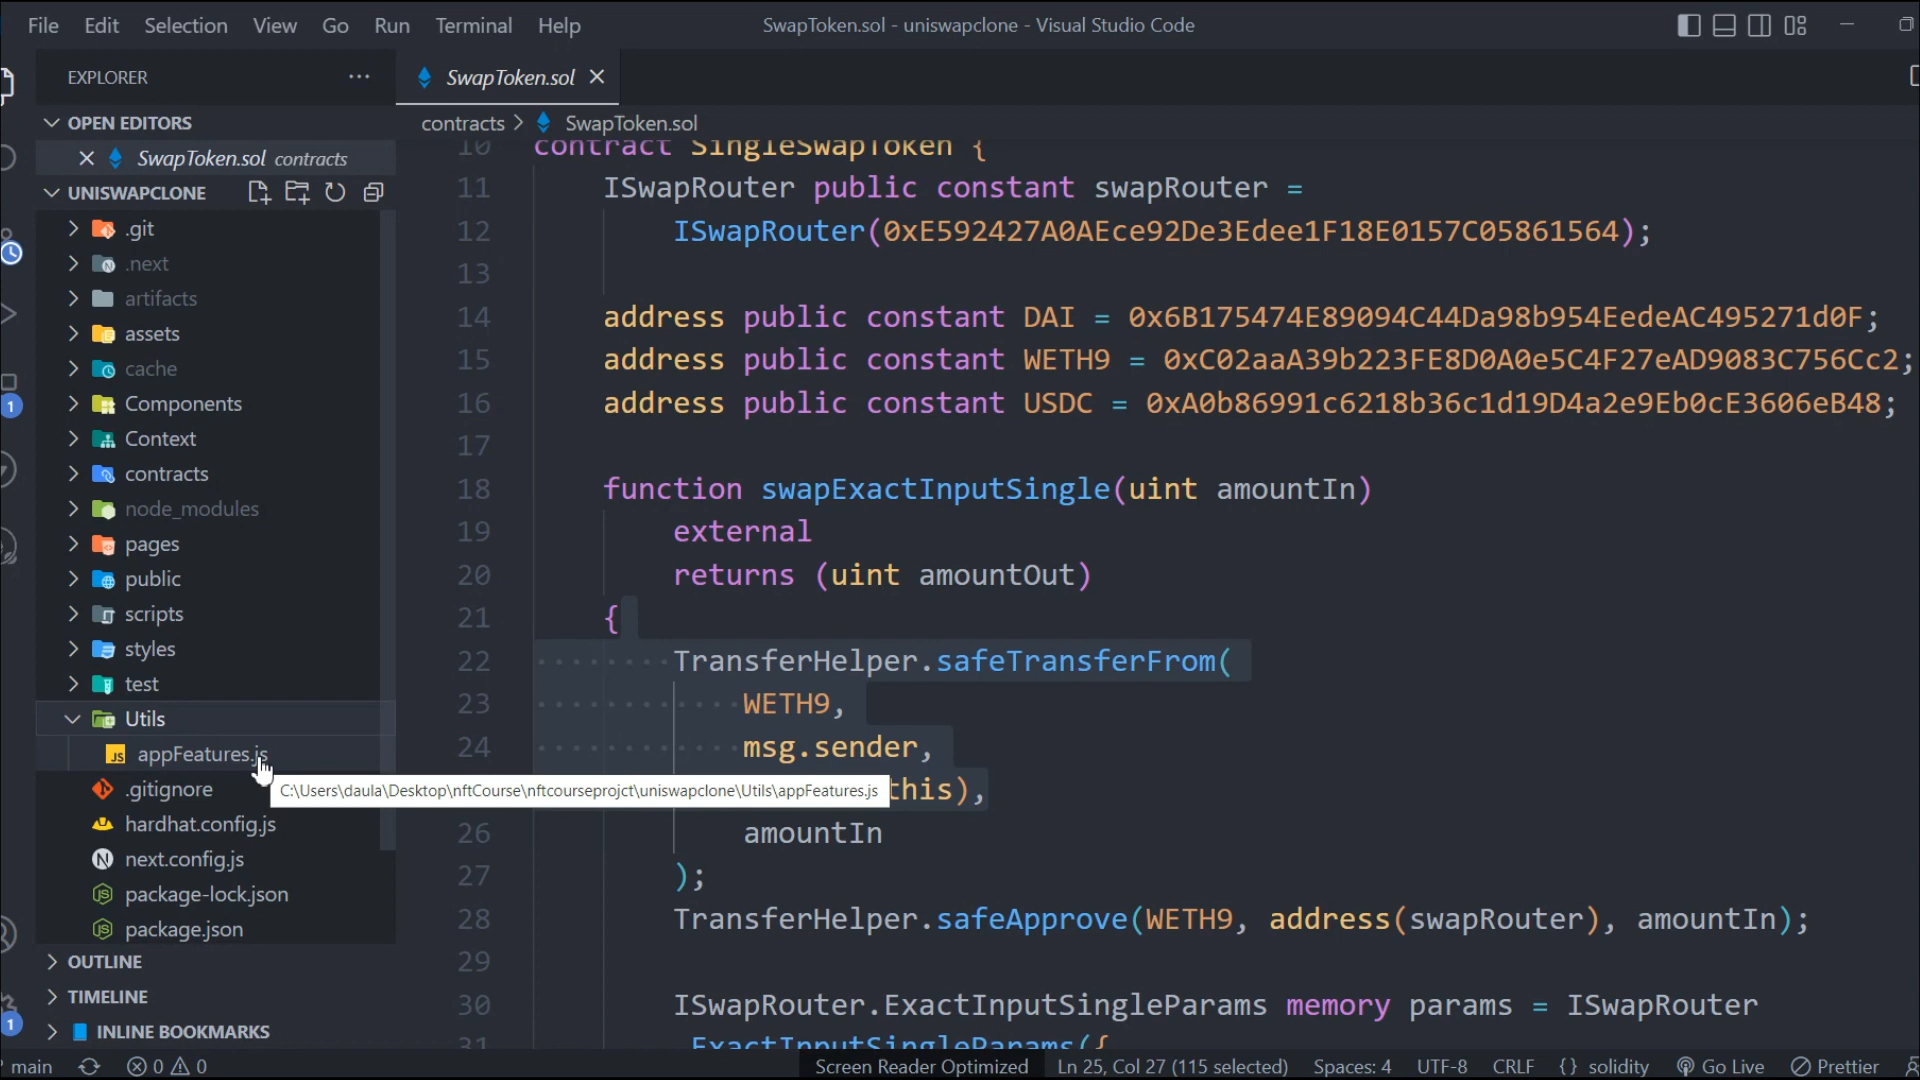 File Edit Selection View Go Run Terminal Help
SwapToken.sol - uniswapclone - Visual Studio Code
EXPLORER
OPEN EDITORS
SwapToken.sol contracts
UNISWAPCLONE
.git
.next
artifacts
assets
cache
Components
Context
contracts
node_modules
pages
public
scripts
styles
test
Utils
appFeatures.js
.gitignore
hardhat.config.js
next.config.js
package-lock.json
package.json
OUTLINE
TIMELINE
INLINE BOOKMARKS
1
1
SwapToken.sol
contracts > SwapToken.sol
10 contract SingleSwapToken {
11 ISwapRouter public constant swapRouter =
12 ISwapRouter(0xE592427A0AEce92De3Edee1F18E0157C05861564);
13
14 address public constant DAI = 0x6B175474E89094C44Da98b954EedeAC495271d0F;
15 address public constant WETH9 = 0xC02aaA39b223FE8D0A0e5C4F27eAD9083C756Cc2;
16 address public constant USDC = 0xA0b86991c6218b36c1d19D4a2e9Eb0cE3606eB48;
17
18 function swapExactInputSingle(uint amountIn)
19 external
20 returns (uint amountOut)
21 {
22 TransferHelper.safeTransferFrom(
23 WETH9,
24 msg.sender,
C:\Users\daula\Desktop\nftCourse\nftcourseprojct\uniswapclone\Utils\appFeatures.js this),
26 amountIn
27 );
28 TransferHelper.safeApprove(WETH9, address(swapRouter), amountIn);
29
30 ISwapRouter.ExactInputSingleParams memory params = ISwapRouter
31 .ExactInputSingleParams({
main 0 0 Screen Reader Optimized Ln 25, Col 27 (115 selected) Spaces: 4 UTF-8 CRLF {} solidity Go Live Prettier